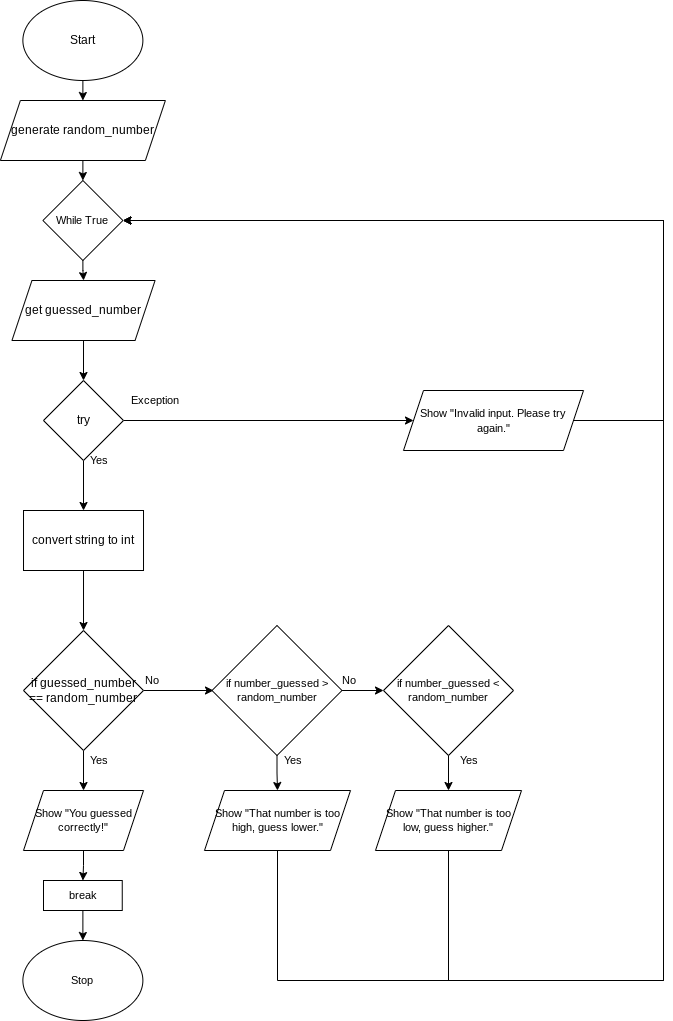 Start
generate random_number
While True
get guessed_number
try
Exception
Show "Invalid input. Please try
again."
Yes
convert string to int
if guessed_number
== random_number
No
if number_guessed >
random_number
No
if number_guessed <
random_number
Yes
Yes
Yes
Show "You guessed
correctly!"
Show "That number is too
high, guess lower."
Show "That number is too
low, guess higher."
break
Stop